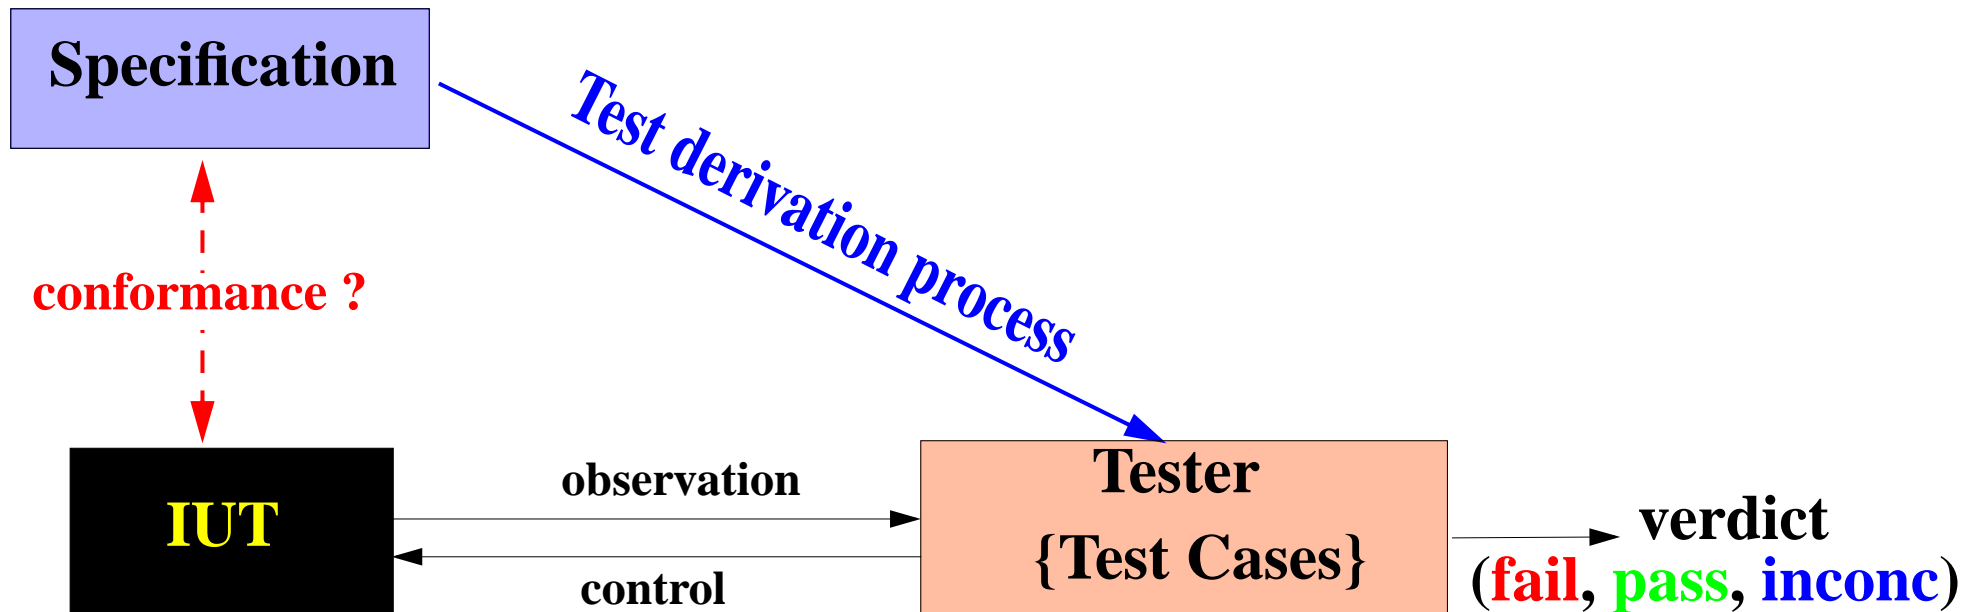 Specification
Test derivation process
conformance ?
observation
IUT
control
Tester
{Test Cases}
verdict
(fail, pass, inconc)